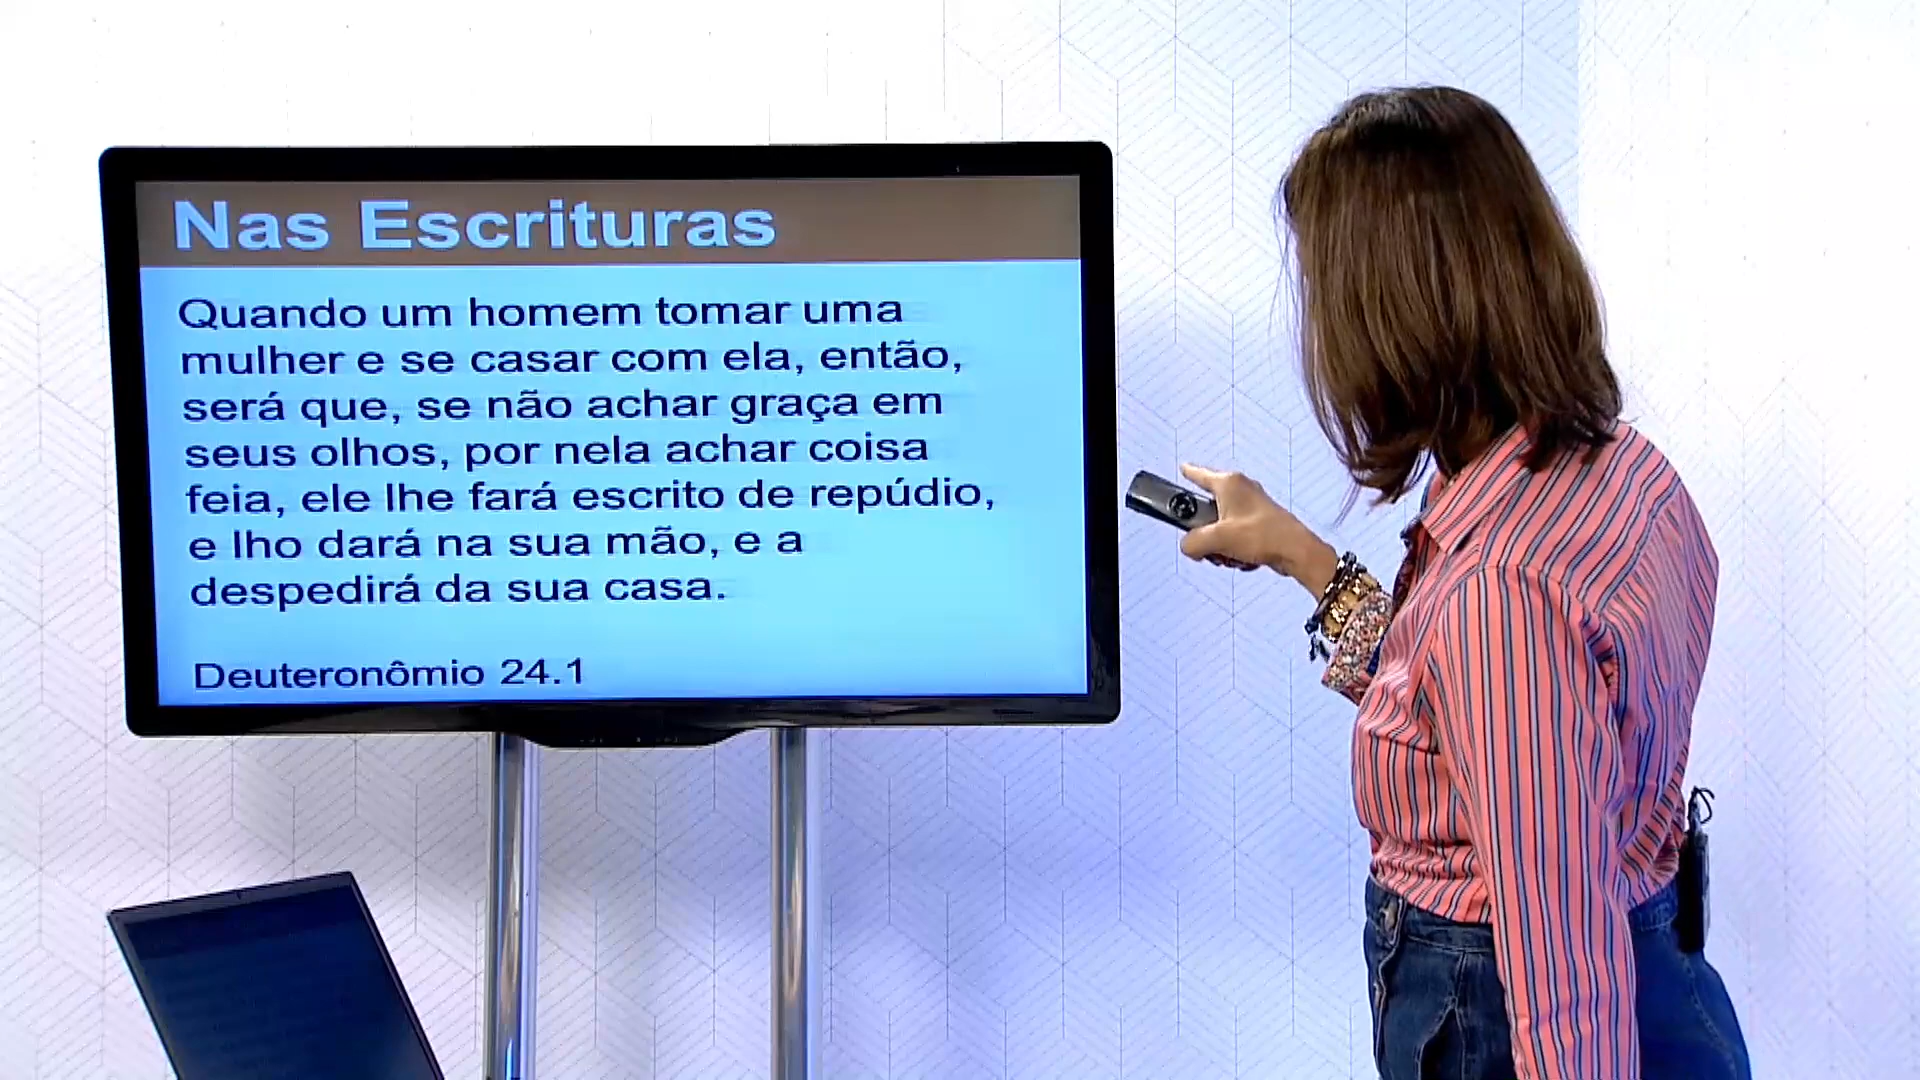 Nas Escrituras
Quando um homem tomar uma
mulher e se casar com ela, então,
será que, se não achar graça em
seus olhos, por nela achar coisa
feia, ele lhe fará escrito de repúdio,
e lho dará na sua mão, e a
despedirá da sua casa.
Deuteronômio 24.1